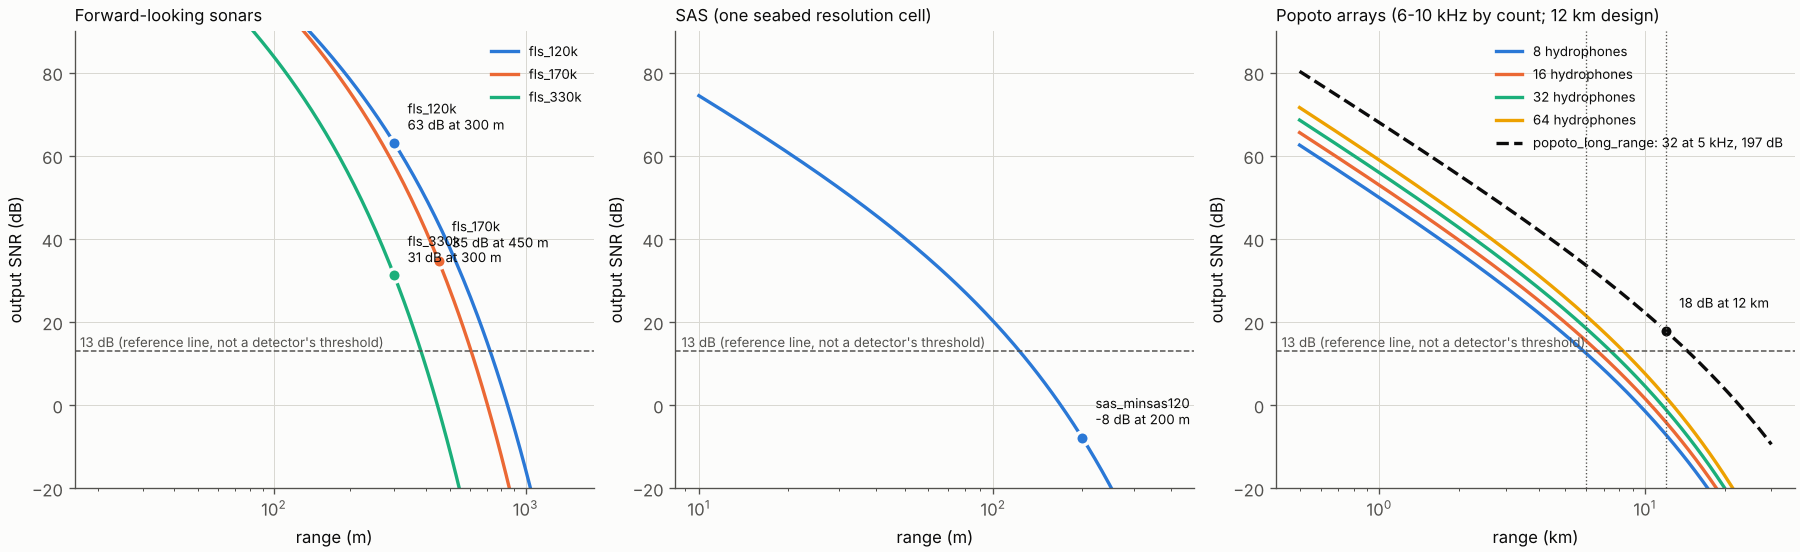 Forward-looking sonars
output SNR (dB)
80
60
40
20
0
−20
fls_120k
fls_170k
fls_330k
fls_120k
63 dB at 300 m
fls_170k
35 dB at 450 m
fls_330k
31 dB at 300 m
13 dB (reference line, not a detector's threshold)
10²
10³
range (m)
SAS (one seabed resolution cell)
output SNR (dB)
80
60
40
20
0
−20
13 dB (reference line, not a detector's threshold)
sas_minsas120
-8 dB at 200 m
10¹
10²
range (m)
Popoto arrays (6-10 kHz by count; 12 km design)
output SNR (dB)
80
60
40
20
0
−20
8 hydrophones
16 hydrophones
32 hydrophones
64 hydrophones
popoto_long_range: 32 at 5 kHz, 197 dB
18 dB at 12 km
13 dB (reference line, not a detector's threshold)
10⁰
10¹
range (km)